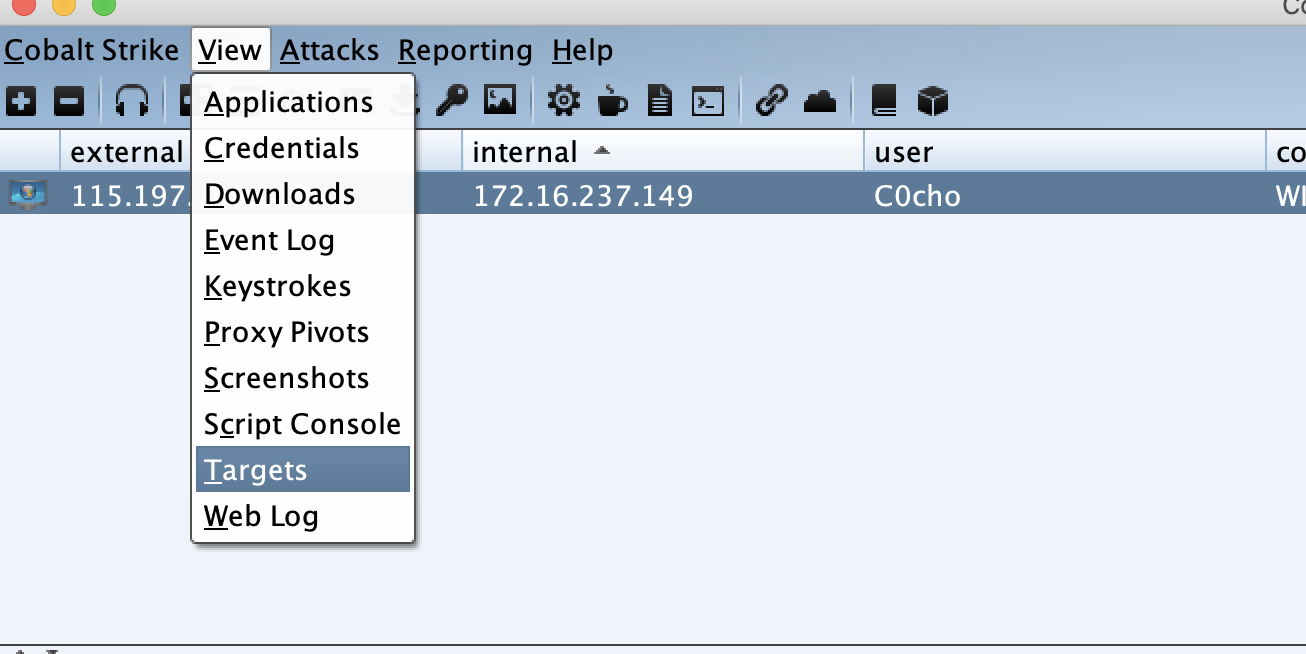 Co
Cobalt Strike View Attacks Reporting Help
Applications
external internal user co
Credentials
Downloads
115.197. 172.16.237.149 C0cho WI
Event Log
Keystrokes
Proxy Pivots
Screenshots
Script Console
Targets
Web Log